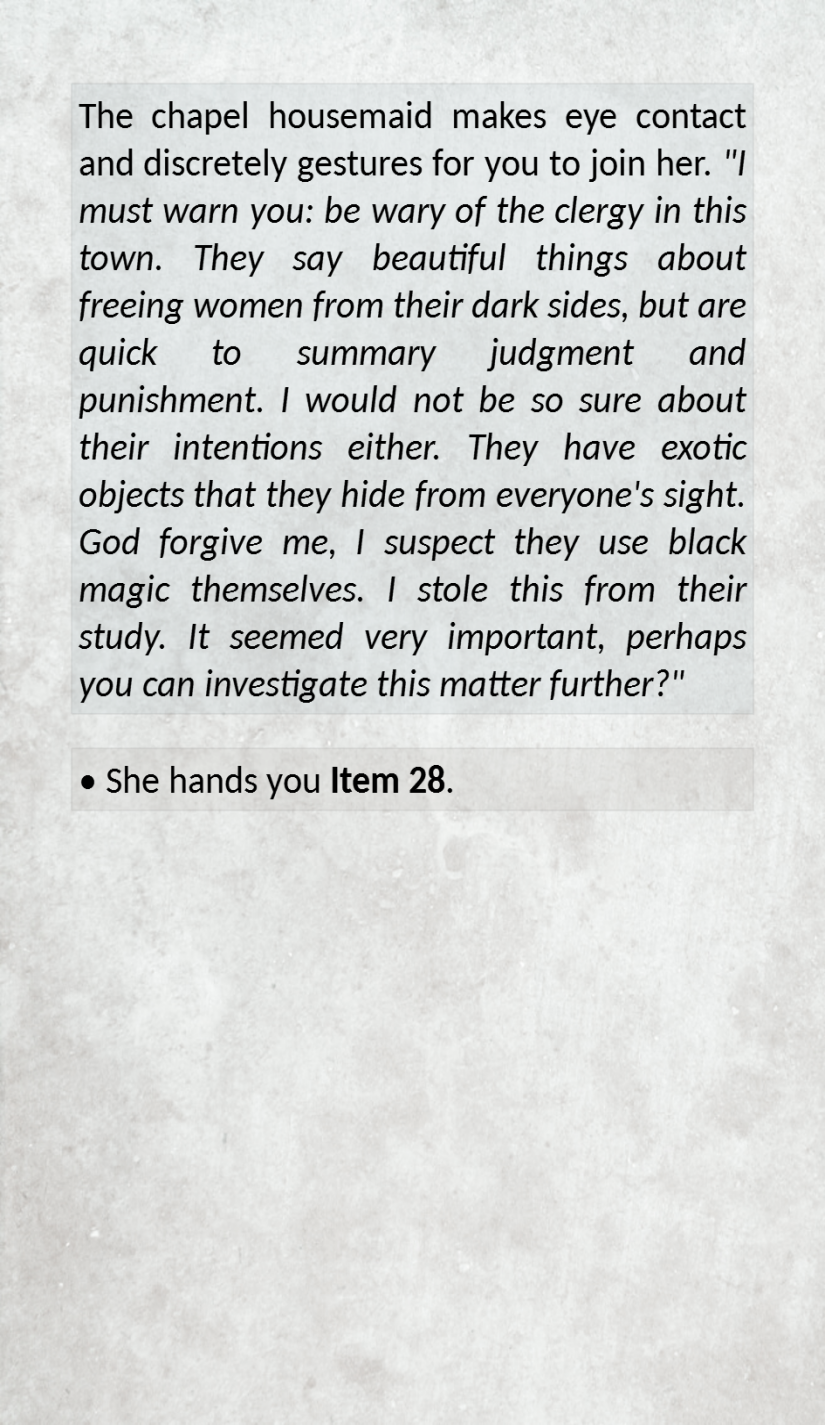 The chapel housemaid makes eye contact
and discretely gestures for you to join her. "I
must warn you: be wary of the clergy in this
town. They say beautiful things about
freeing women from their dark sides, but are
quick to summary judgment and
punishment. I would not be so sure about
their intentions either. They have exotic
objects that they hide from everyone's sight.
God forgive me, I suspect they use black
magic themselves. I stole this from their
study. It seemed very important, perhaps
you can investigate this matter further?"
• She hands you Item 28.